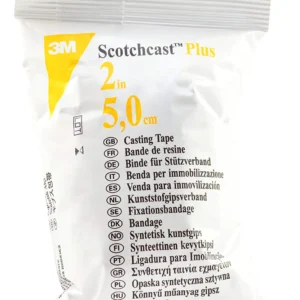 3M
Scotchcast™ Plus
2 in
5,0 cm
LOT
GB Casting Tape
FR Bande de resine
DE Binde für Stützverband
IT Benda per immobilizzazione
ES Venda para inmovilización
NL Kunststofgipsverband
SE Fixationsbandage
DK Bandage
NO Syntetisk kunstgips
FI Synteettinen kevytkipsi
PT Ligadura para
GR Συνθετική ταινία
PL Opaska syntetyczna sztywna
HU Könnyű műanyag gipsz